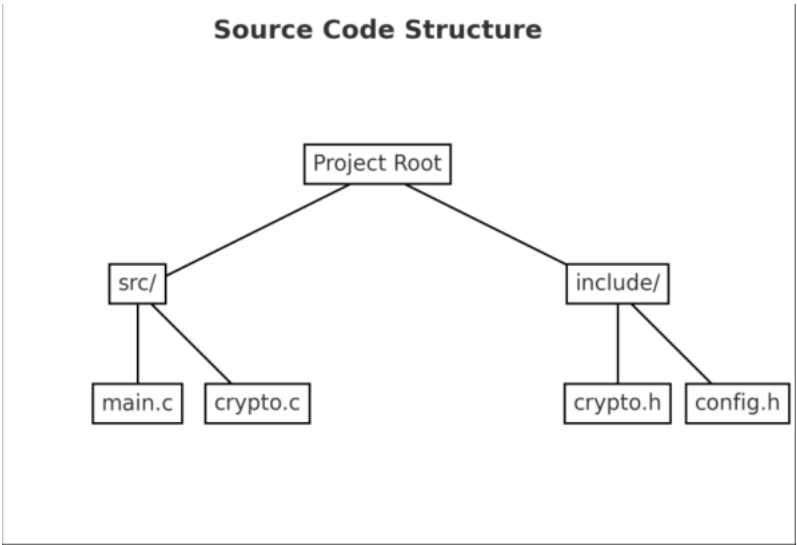 Source Code Structure
Project Root
src/
include/
main.c
crypto.c
crypto.h
config.h